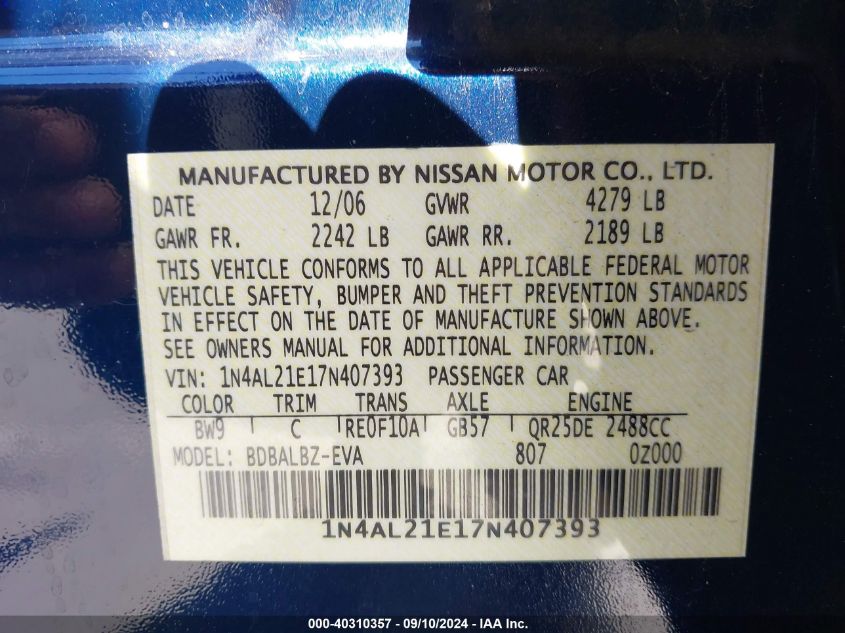 MANUFACTURED BY NISSAN MOTOR CO., LTD.
DATE 12/06 GVWR 4279 LB
GAWR FR. 2242 LB GAWR RR. 2189 LB
THIS VEHICLE CONFORMS TO ALL APPLICABLE FEDERAL MOTOR
VEHICLE SAFETY, BUMPER AND THEFT PREVENTION STANDARDS
IN EFFECT ON THE DATE OF MANUFACTURE SHOWN ABOVE.
SEE OWNERS MANUAL FOR ADDITIONAL INFORMATION.
VIN: 1N4AL21E17N407393 PASSENGER CAR
COLOR TRIM TRANS AXLE ENGINE
BW9 C RE0F10A GB57 QR25DE 2488CC
MODEL: BDBALBZ-EVA 807 0Z000
1N4AL21E17N407393
000-40310357 - 09/10/2024 - IAA Inc.